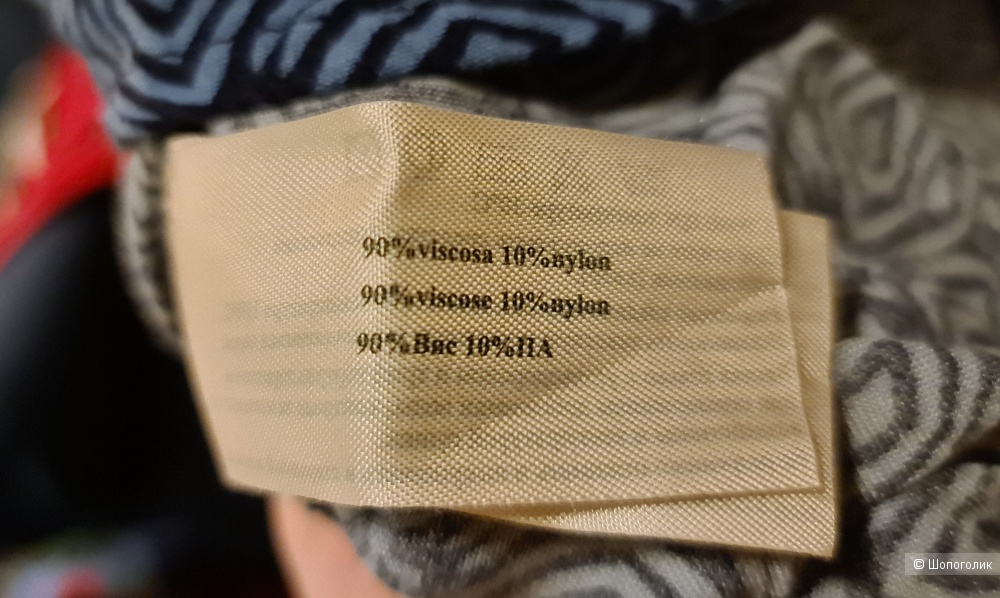 90%viscosa 10%nylon
90%viscose 10%nylon
90%Вис 10%ПА
© Шопоголик